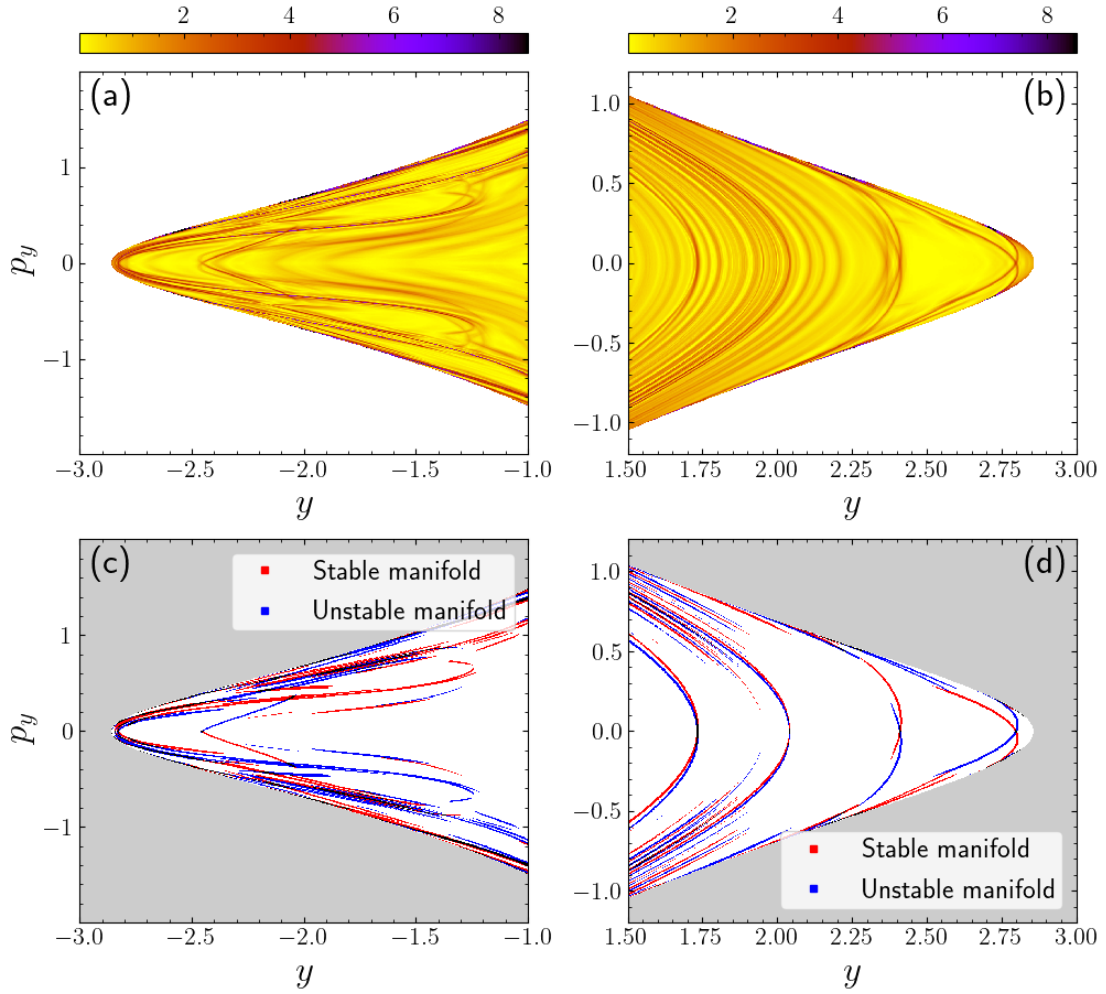 2 4 6 8
2 4 6 8
(a)
(b)
1
0
−1
p_y
−3.0 −2.5 −2.0 −1.5 −1.0
y
1.0
0.5
0.0
−0.5
−1.0
1.50 1.75 2.00 2.25 2.50 2.75 3.00
y
(c)
Stable manifold
Unstable manifold
1
0
−1
p_y
−3.0 −2.5 −2.0 −1.5 −1.0
y
(d)
1.0
0.5
0.0
−0.5
−1.0
Stable manifold
Unstable manifold
1.50 1.75 2.00 2.25 2.50 2.75 3.00
y